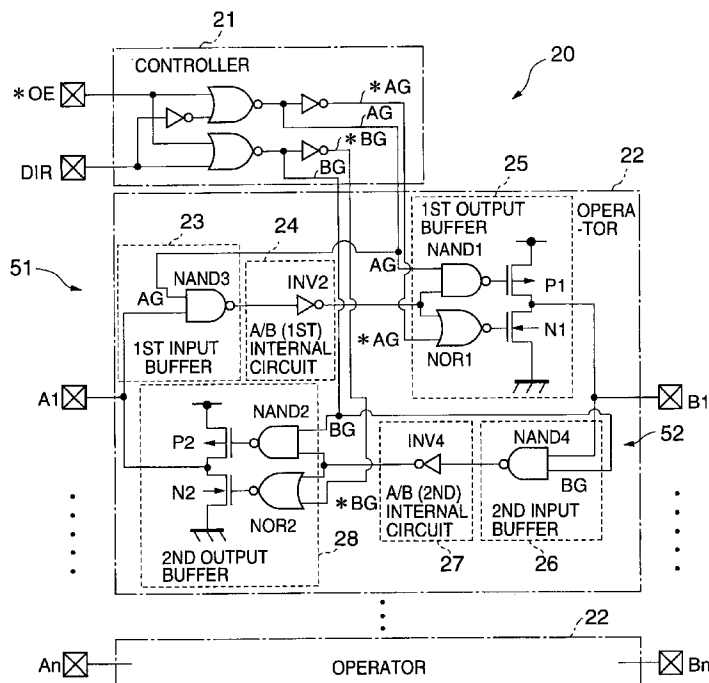 21
CONTROLLER
*OE
*AG
AG
*BG
BG
DIR
20
25
22
1ST OUTPUT
BUFFER
OPERA
-TOR
23
24
NAND1
51
NAND3
INV2
AG
P1
AG
A/B (1ST)
INTERNAL
CIRCUIT
*AG
N1
1ST INPUT
BUFFER
NOR1
A1
B1
NAND2
BG
INV4
NAND4
52
P2
BG
N2
*BG
A/B (2ND)
INTERNAL
CIRCUIT
2ND INPUT
BUFFER
NOR2
2ND OUTPUT
BUFFER
28
27
26
22
An
OPERATOR
Bn